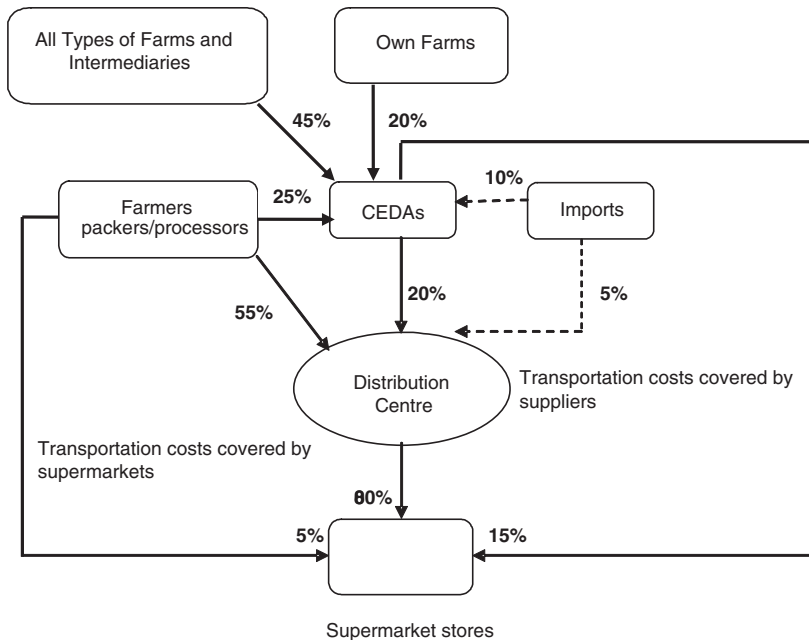 All Types of Farms and
Intermediaries
Own Farms
45%
20%
10%
25%
Farmers
packers/processors
CEDAs
Imports
20%
5%
55%
Distribution
Centre
Transportation costs covered by
suppliers
Transportation costs covered by
supermarkets
80%
5%
15%
Supermarket stores